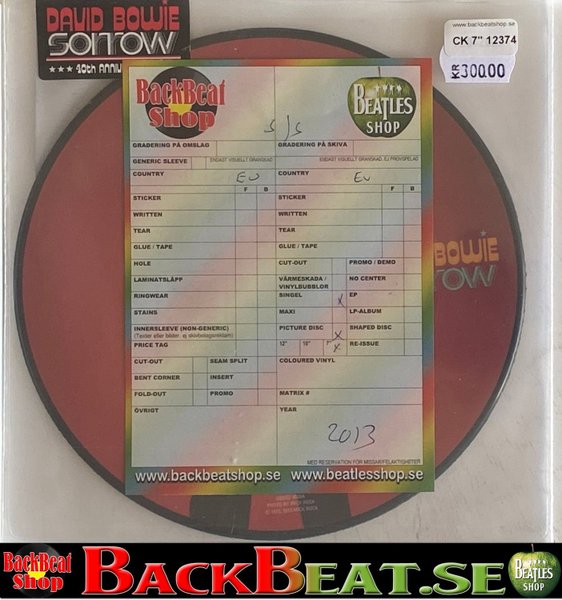 DAVID BOWIE
SORROW
★★★ 40th ANNI
www.backbeatshop.se
CK 7" 12374
KR300.00
BackBeat
Shop
BEATLES
SHOP
S/S
GRADERING PÅ OMSLAG
GRADERING PÅ SKIVA
GENERIC SLEEVE
ENDAST VISUELLT GRANSKAD
ENDAST VISUELLT GRANSKAD, EJ PROVSPELAD
COUNTRY
EU
COUNTRY
EU
F B
F B
STICKER
STICKER
WRITTEN
WRITTEN
TEAR
TEAR
GLUE / TAPE
GLUE / TAPE
HOLE
CUT-OUT
PROMO / DEMO
LAMINATSLÄPP
VÄRMESKADA /
VINYLBUBBLOR
NO CENTER
RINGWEAR
SINGEL
x
EP
STAINS
MAXI
LP-ALBUM
INNERSLEEVE (NON-GENERIC)
PICTURE DISC
x
SHAPED DISC
PRICE TAG
12" 10" 7"
x
RE-ISSUE
CUT-OUT
SEAM SPLIT
COLOURED VINYL
BENT CORNER
INSERT
FOLD-OUT
PROMO
MATRIX #
ÖVRIGT
YEAR
2013
MED RESERVATION FÖR MISSAR/FELAKTIGHETER
www.backbeatshop.se www.beatlesshop.se
BOWIE
ROW
BackBeat
Shop
BACKBEAT.SE
BEATLES
SHOP